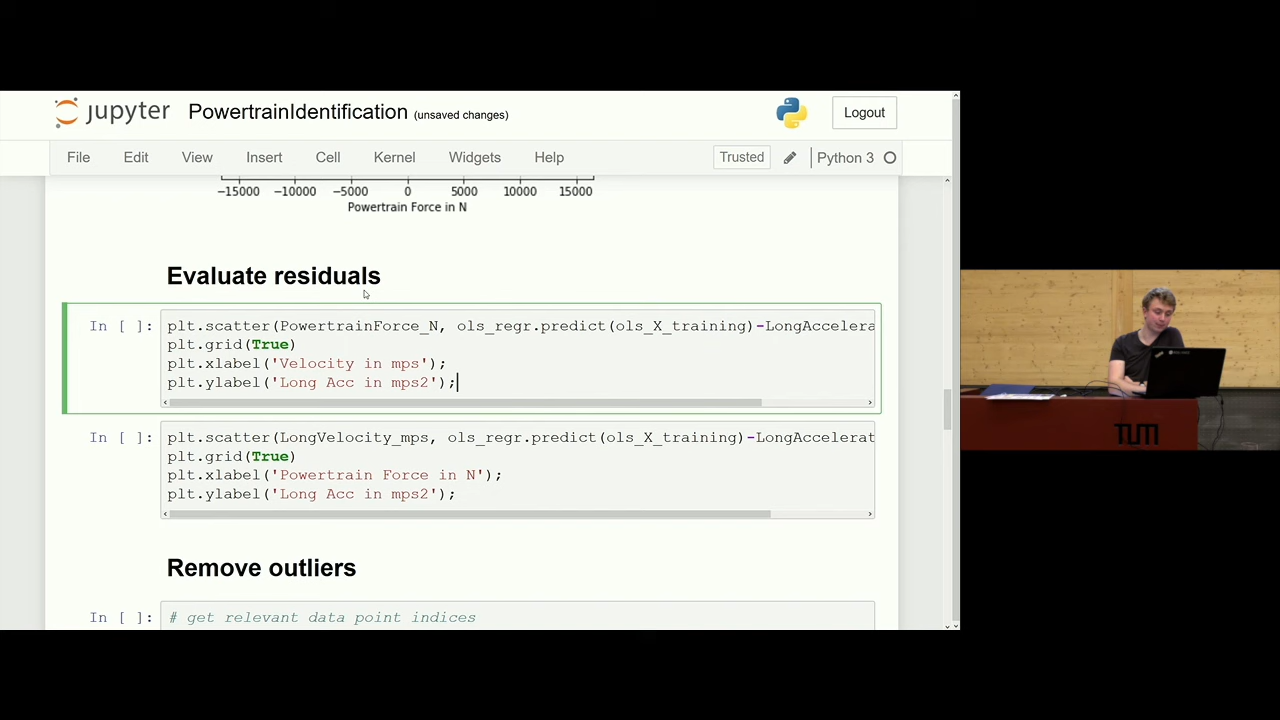 jupyter PowertrainIdentification (unsaved changes) Logout
File Edit View Insert Cell Kernel Widgets Help Trusted Python 3
−15000 −10000 −5000 0 5000 10000 15000
Powertrain Force in N
Evaluate residuals
In [ ]: plt.scatter(PowertrainForce_N, ols_regr.predict(ols_X_training)-LongAccelera
plt.grid(True)
plt.xlabel('Velocity in mps');
plt.ylabel('Long Acc in mps2');
In [ ]: plt.scatter(LongVelocity_mps, ols_regr.predict(ols_X_training)-LongAccelerat
plt.grid(True)
plt.xlabel('Powertrain Force in N');
plt.ylabel('Long Acc in mps2');
Remove outliers
In [ ]: # get relevant data point indices
TUM